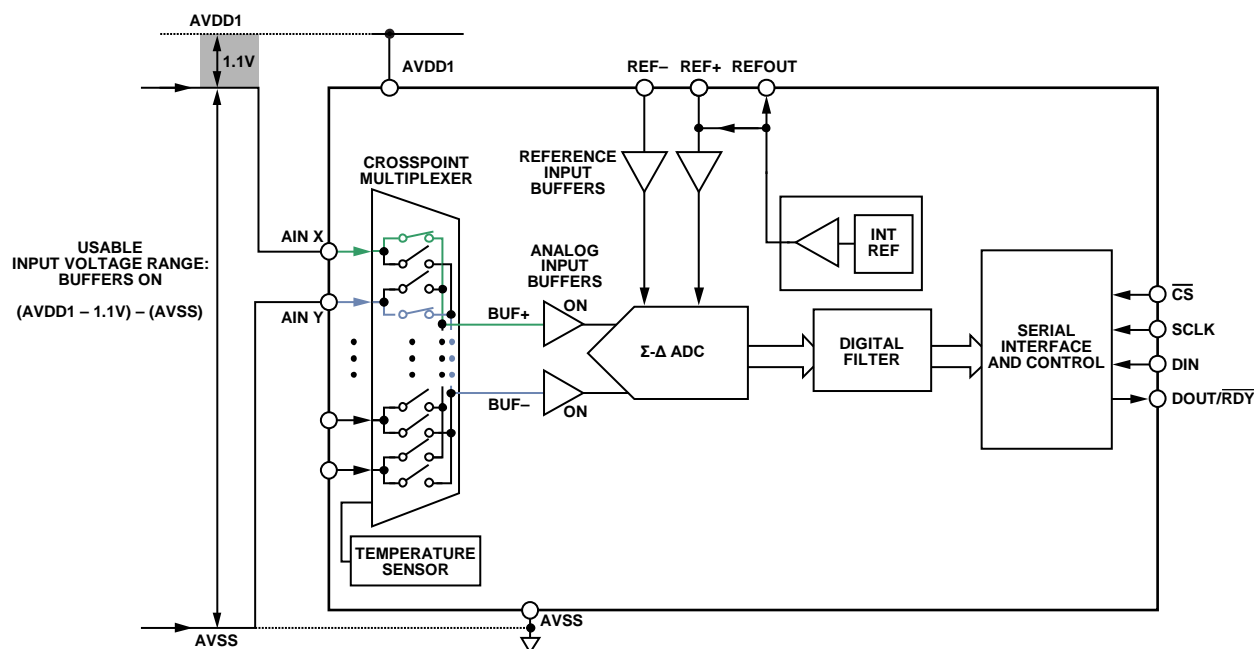 AVDD1
1.1V
AVDD1
REF–
REF+
REFOUT
CROSSPOINT
MULTIPLEXER
REFERENCE
INPUT
BUFFERS
INT
REF
USABLE
INPUT VOLTAGE RANGE:
BUFFERS ON
(AVDD1 – 1.1V) – (AVSS)
AIN X
AIN Y
ANALOG
INPUT
BUFFERS
BUF+
ON
BUF–
ON
Σ-Δ ADC
DIGITAL
FILTER
SERIAL
INTERFACE
AND CONTROL
C̅S̅
SCLK
DIN
DOUT/R̅D̅Y̅
TEMPERATURE
SENSOR
AVSS
AVSS